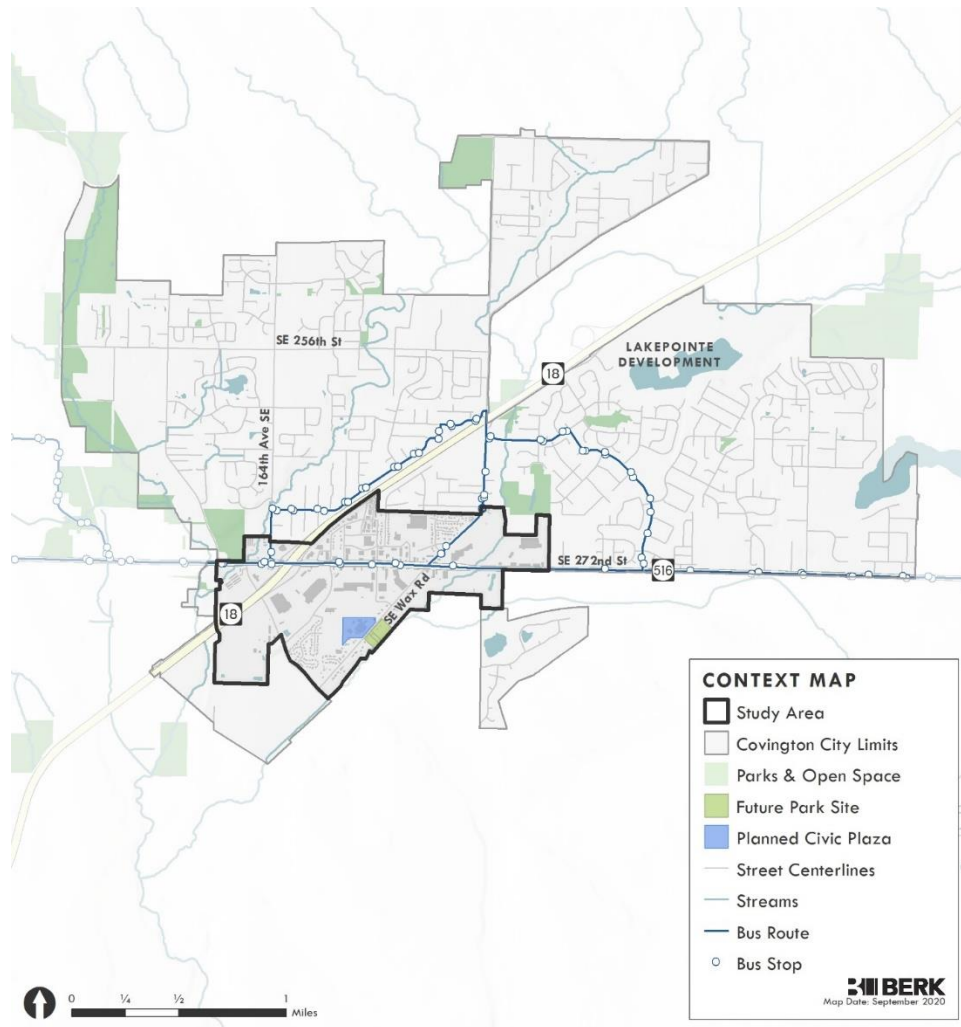 SE 256th St
LAKEPOINTE
DEVELOPMENT
18
164th Ave SE
SE 272nd St
516
SE Wax Rd
18
CONTEXT MAP
Study Area
Covington City Limits
Parks & Open Space
Future Park Site
Planned Civic Plaza
Street Centerlines
Streams
Bus Route
Bus Stop
BERK
Map Date: September 2020
0 ¼ ½ 1
Miles